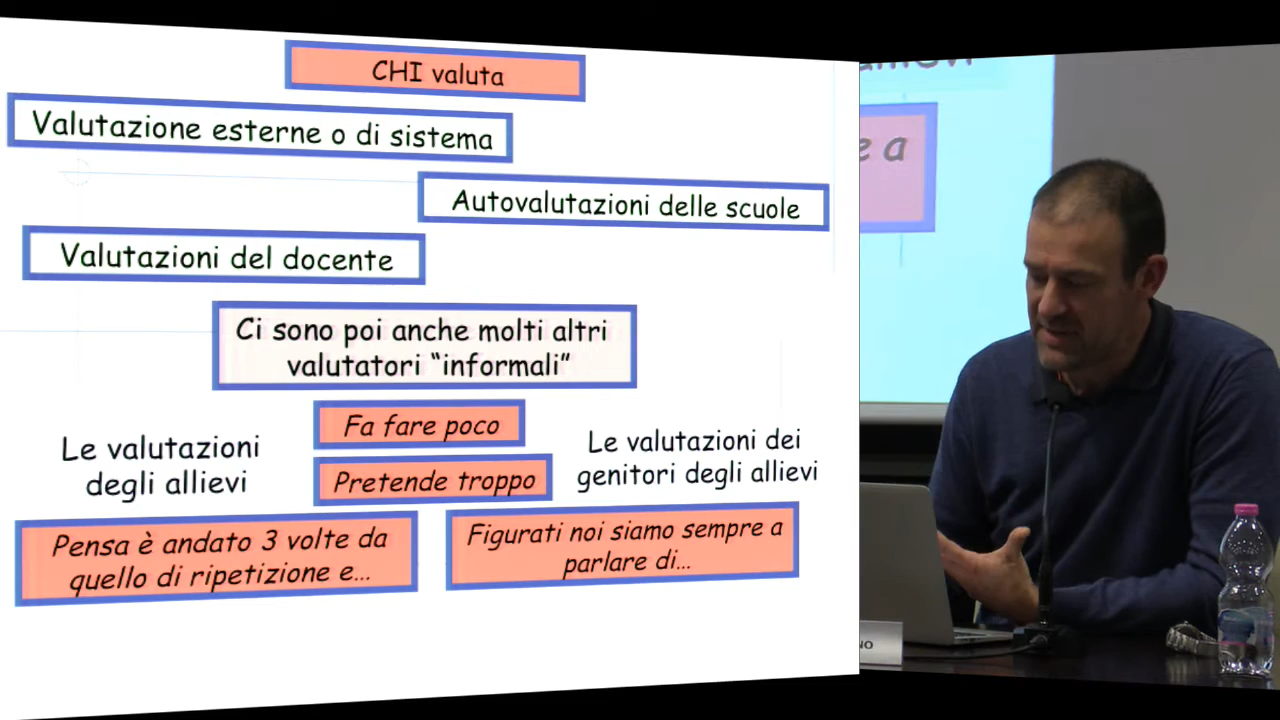 CHI valuta
Valutazione esterne o di sistema
Autovalutazioni delle scuole
Valutazioni del docente
Ci sono poi anche molti altri
valutatori “informali”
Fa fare poco
Le valutazioni
degli allievi
Pretende troppo
Le valutazioni dei
genitori degli allievi
Pensa è andato 3 volte da
quello di ripetizione e...
Figurati noi siamo sempre a
parlare di...
e a
NO